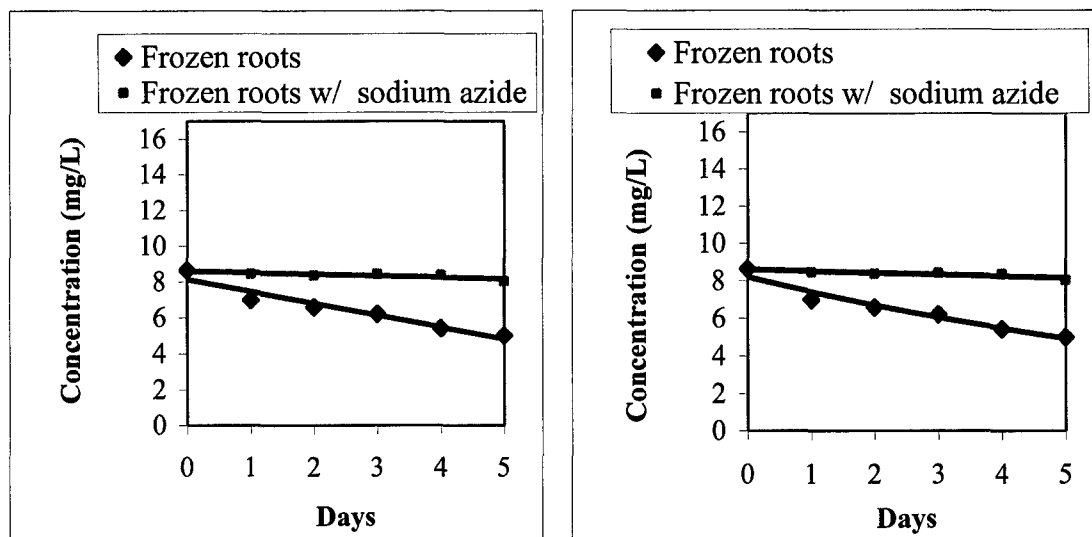 Frozen roots
Frozen roots w/ sodium azide
Concentration (mg/L)
16
14
12
10
8
6
4
2
0
0 1 2 3 4 5
Days
Frozen roots
Frozen roots w/ sodium azide
Concentration (mg/L)
16
14
12
10
8
6
4
2
0
0 1 2 3 4 5
Days